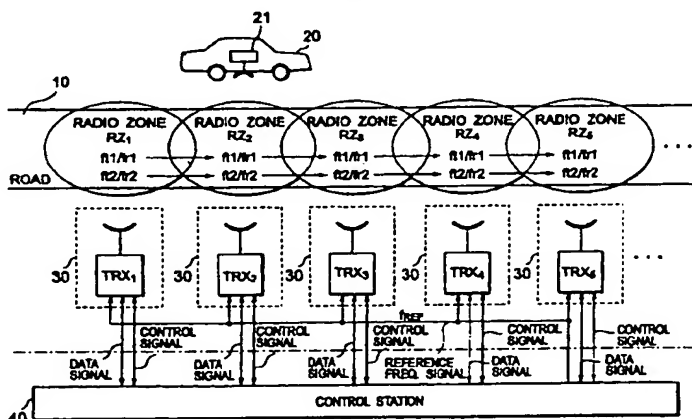 21
20
10
RADIO ZONE RZ1
RADIO ZONE RZ2
RADIO ZONE RZ3
RADIO ZONE RZ4
RADIO ZONE RZ5
ft1/fr1 ft1/fr1 ft1/fr1 ft1/fr1 ft1/fr1
ft2/fr2 ft2/fr2 ft2/fr2 ft2/fr2 ft2/fr2
ROAD
30 30 30 30 30
TRX1 TRX2 TRX3 TRX4 TRX5
fREF
CONTROL SIGNAL
CONTROL SIGNAL
CONTROL SIGNAL
CONTROL SIGNAL
CONTROL SIGNAL
DATA SIGNAL
DATA SIGNAL
DATA SIGNAL
REFERENCE FREQ. SIGNAL
DATA SIGNAL
DATA SIGNAL
40
CONTROL STATION